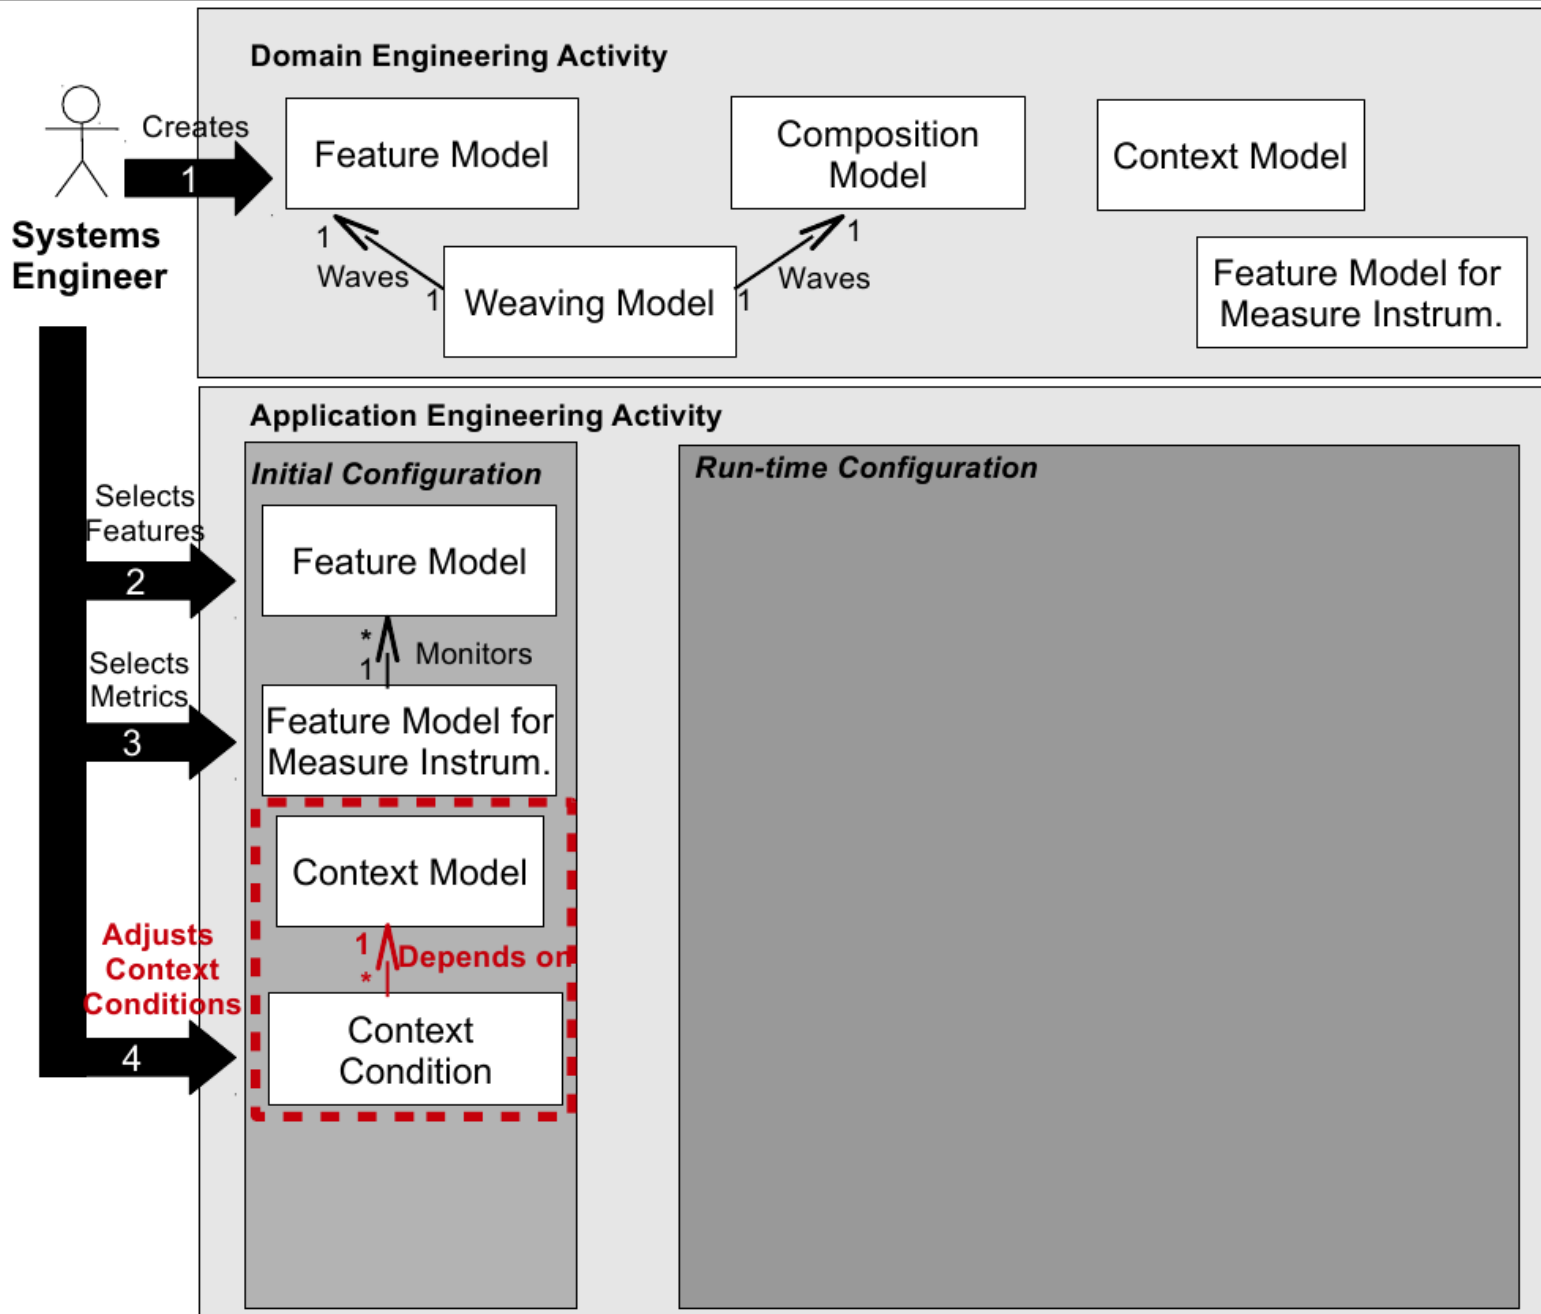 Domain Engineering Activity
Creates
1
Feature Model
Composition
Model
Context Model
Systems
Engineer
1
Waves
1
Weaving Model
1
Waves
1
Feature Model for
Measure Instrum.
Application Engineering Activity
Initial Configuration
Run-time Configuration
Selects
Features
2
Feature Model
*
1
Monitors
Selects
Metrics
3
Feature Model for
Measure Instrum.
Context Model
Adjusts
Context
Conditions
1
*
Depends on
4
Context
Condition